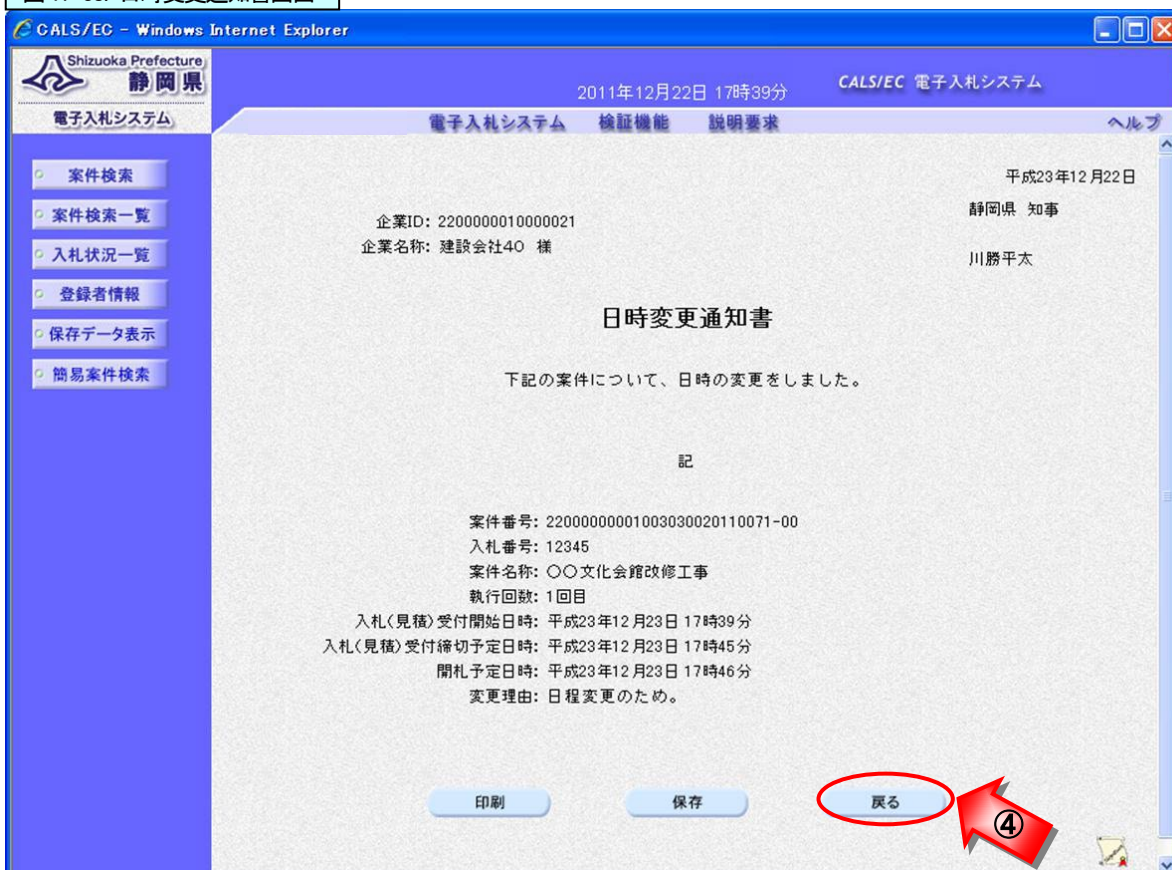 CALS/EC - Windows Internet Explorer
Shizuoka Prefecture
静岡県
電子入札システム
2011年12月22日 17時39分
CALS/EC 電子入札システム
電子入札システム 検証機能 説明要求 ヘルプ
案件検索
案件検索一覧
入札状況一覧
登録者情報
保存データ表示
簡易案件検索
平成23年12月22日
静岡県 知事
企業ID: 2200000010000021
企業名称: 建設会社40 様
川勝平太
日時変更通知書
下記の案件について、日時の変更をしました。
記
案件番号: 2200000000100303002011​0071-00
入札番号: 12345
案件名称: 〇〇文化会館改修工事
執行回数: 1回目
入札(見積)受付開始日時: 平成23年12月23日 17時39分
入札(見積)受付締切予定日時: 平成23年12月23日 17時45分
開札予定日時: 平成23年12月23日 17時46分
変更理由: 日程変更のため。
印刷
保存
戻る
④